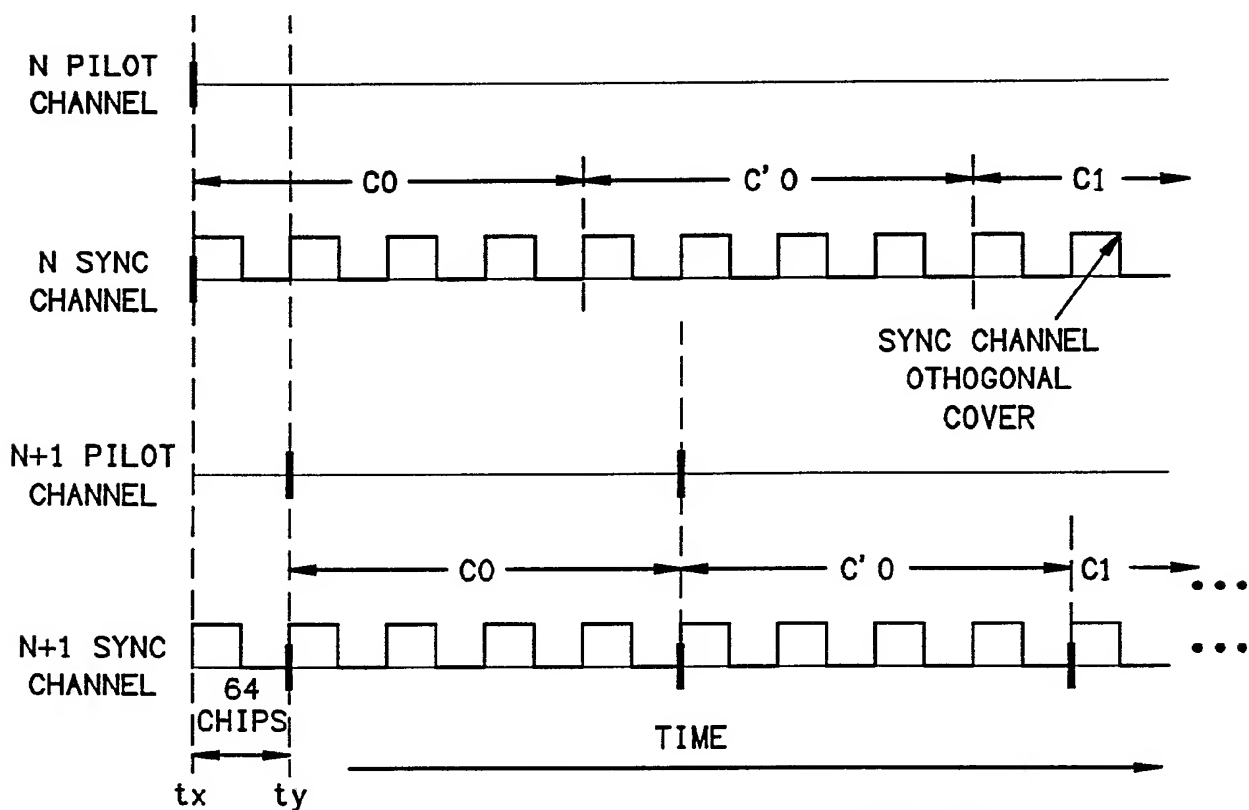 N PILOT
CHANNEL
C0
C'0
C1
N SYNC
CHANNEL
SYNC CHANNEL
OTHOGONAL
COVER
N+1 PILOT
CHANNEL
C0
C'0
C1
N+1 SYNC
CHANNEL
64
CHIPS
TIME
tx
ty